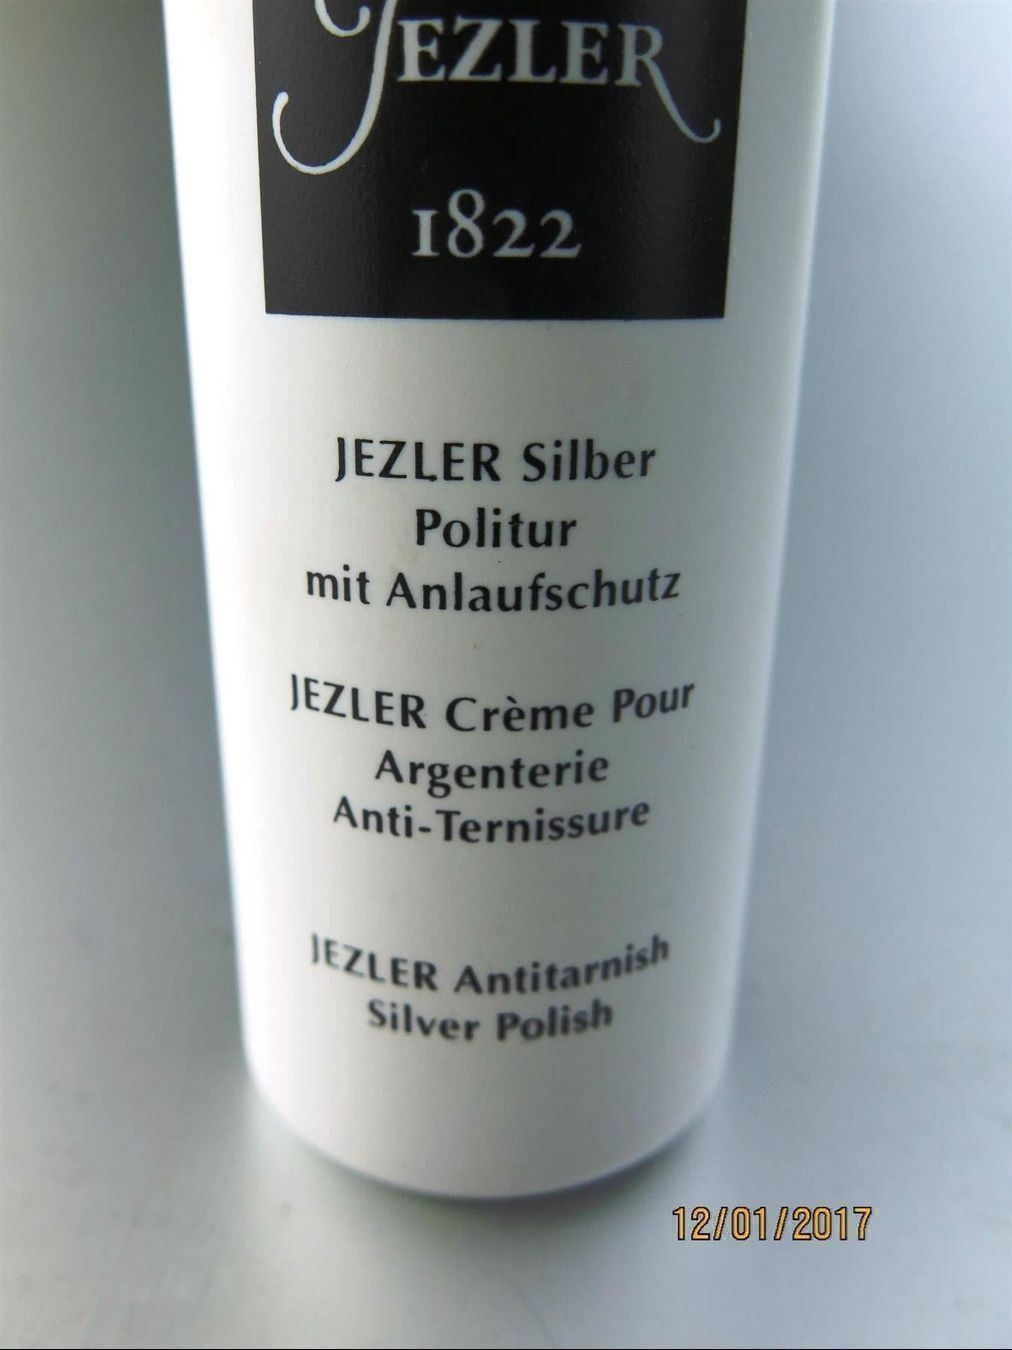 JEZLER
1822
JEZLER Silber
Politur
mit Anlaufschutz
JEZLER Crème Pour
Argenterie
Anti-Ternissure
JEZLER Antitarnish
Silver Polish
12/01/2017